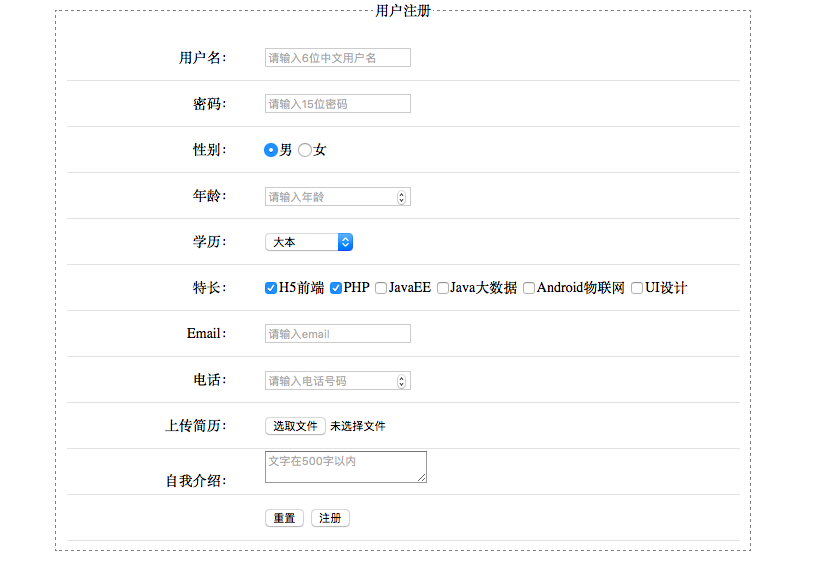 用户注册
用户名： 请输入6位中文用户名
密码： 请输入15位密码
性别： 男 女
年龄： 请输入年龄
学历： 大本
特长： H5前端 PHP JavaEE Java大数据 Android物联网 UI设计
Email： 请输入email
电话： 请输入电话号码
上传简历： 选取文件 未选择文件
自我介绍： 文字在500字以内
重置 注册